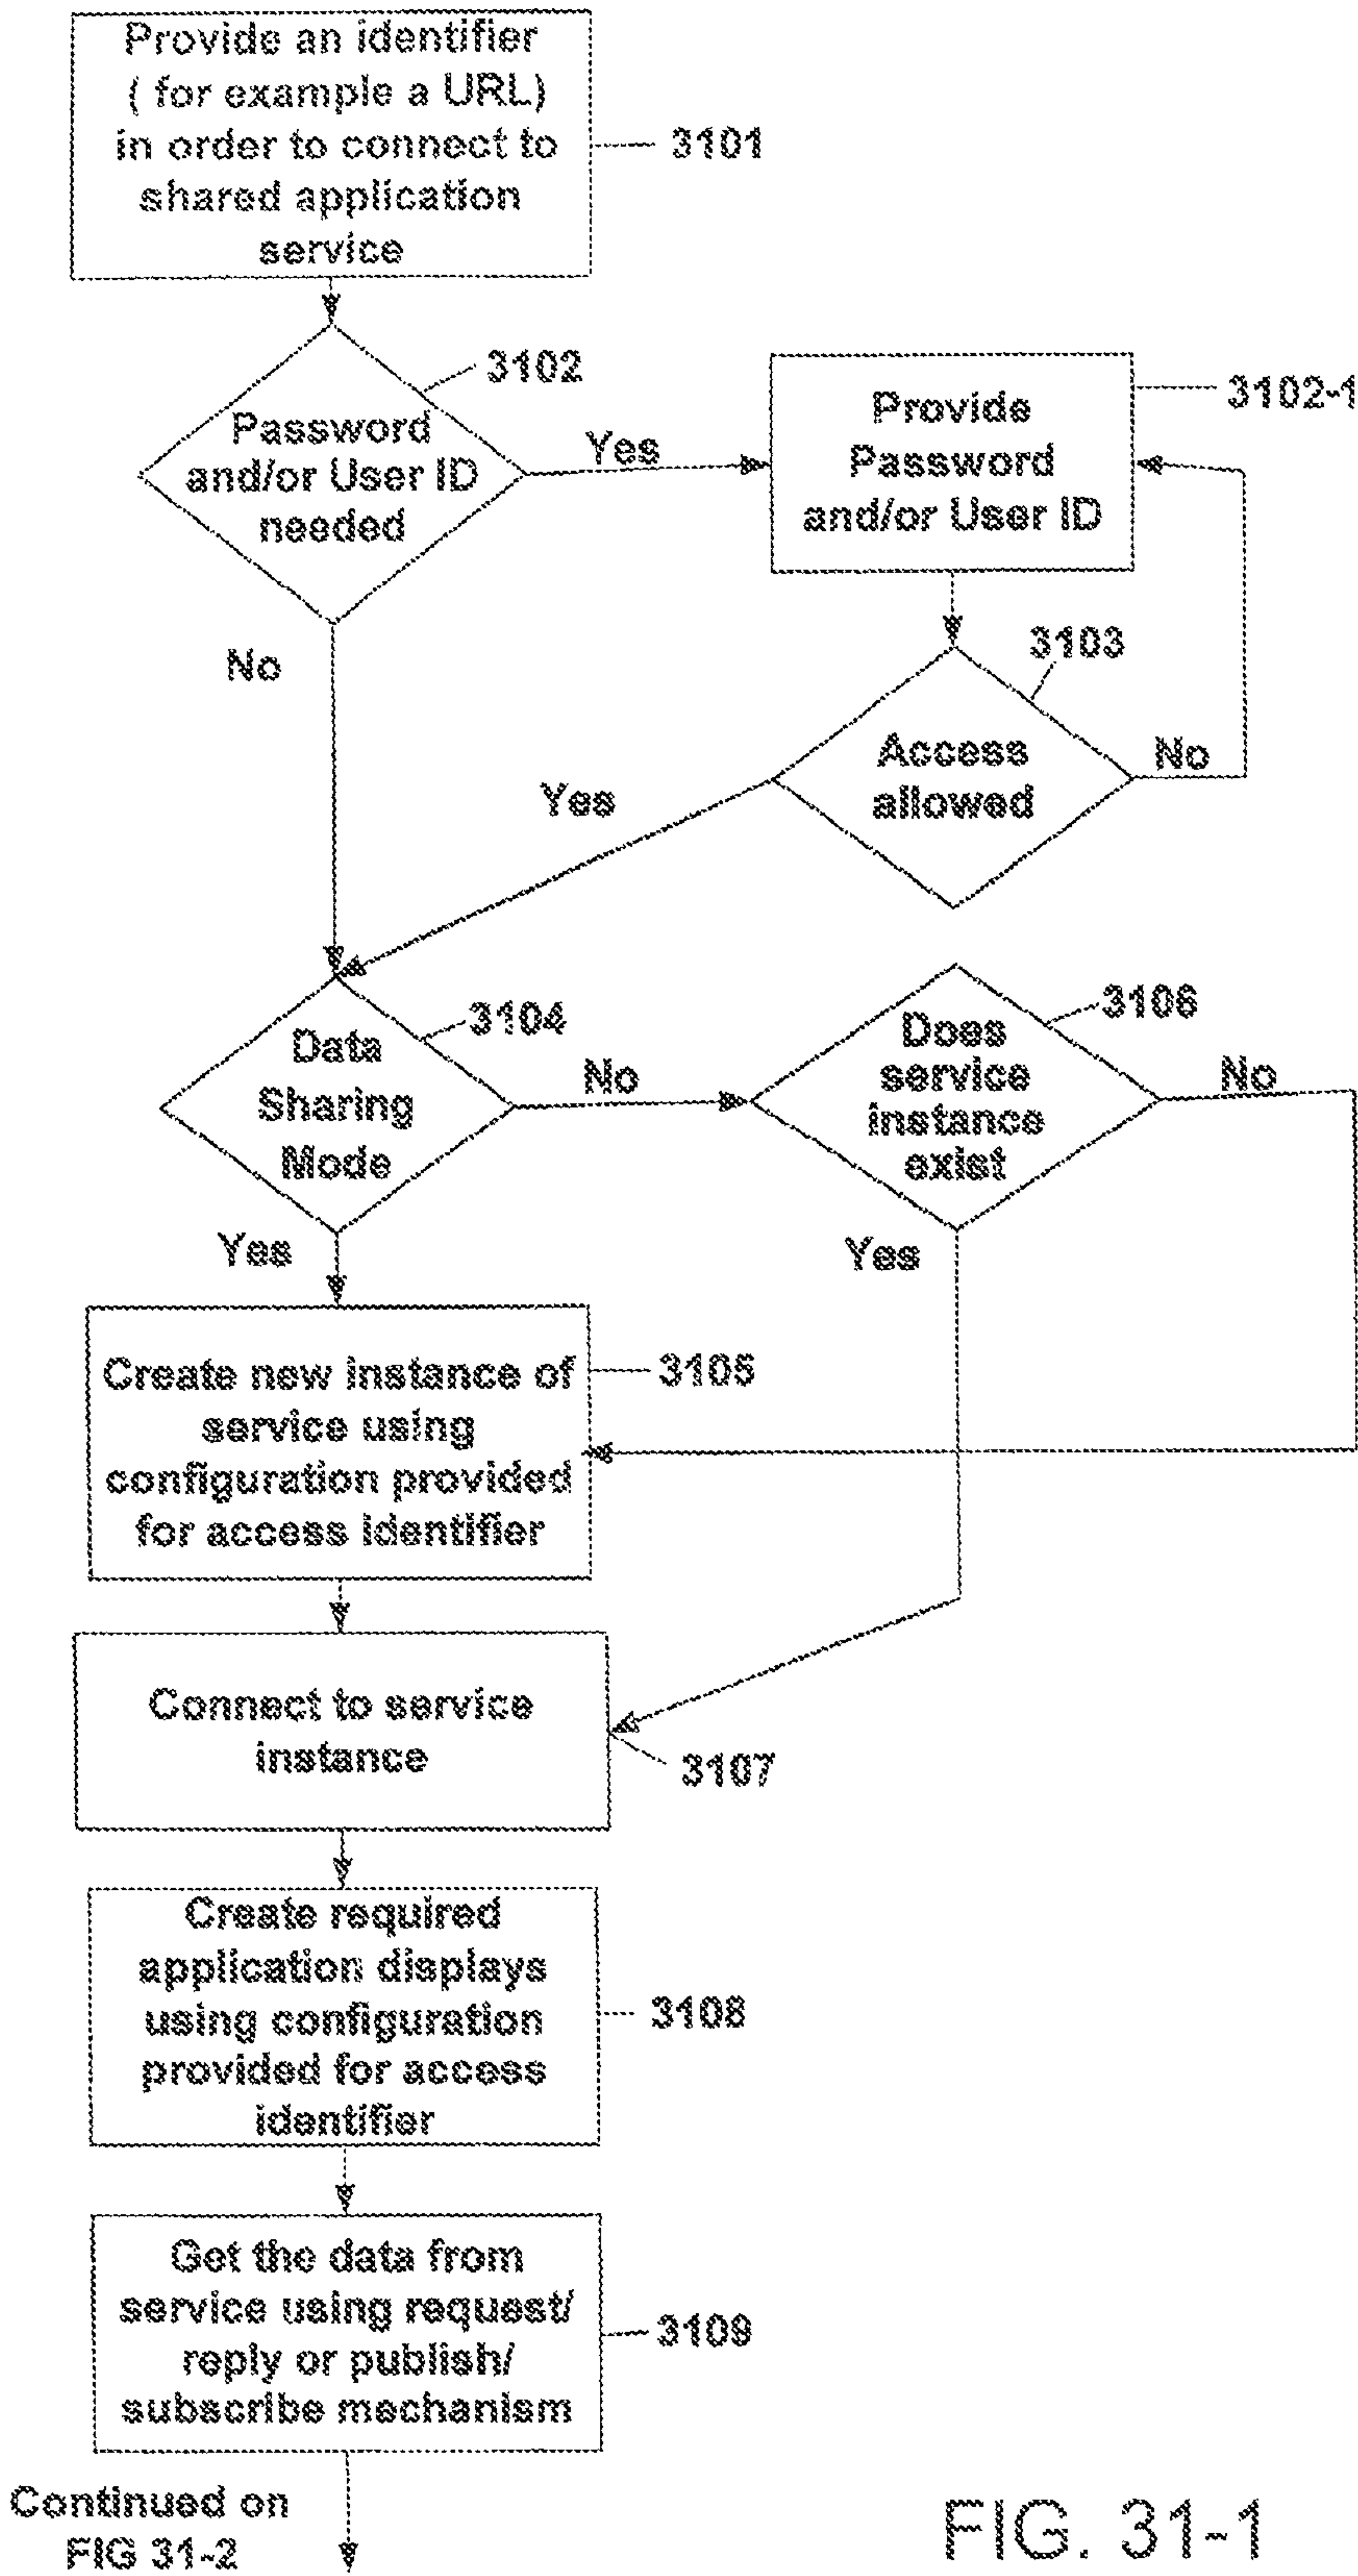 Provide an identifier
( for example a URL)
in order to connect to
shared application
service
3101
3102
Password
and/or User ID
needed
Yes
No
Provide
Password
and/or User ID
3102-1
3103
Access
allowed
No
Yes
3104
Data
Sharing
Mode
No
Yes
3106
Does
service
instance
exist
No
Yes
Create new instance of
service using
configuration provided
for access identifier
3105
Connect to service
instance
3107
Create required
application displays
using configuration
provided for access
identifier
3108
Get the data from
service using request/
reply or publish/
subscribe mechanism
3109
Continued on
FIG 31-2
FIG. 31-1